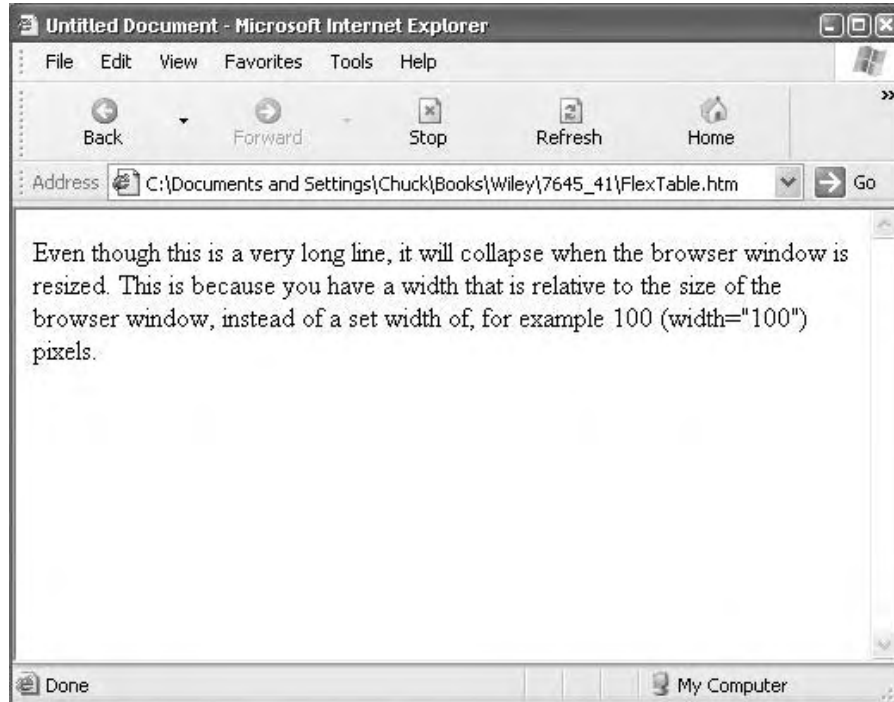 Untitled Document - Microsoft Internet Explorer
File Edit View Favorites Tools Help
Back Forward Stop Refresh Home
Address C:\Documents and Settings\Chuck\Books\Wiley\7645_41\FlexTable.htm Go
Even though this is a very long line, it will collapse when the browser window is
resized. This is because you have a width that is relative to the size of the
browser window, instead of a set width of, for example 100 (width="100")
pixels.
Done My Computer